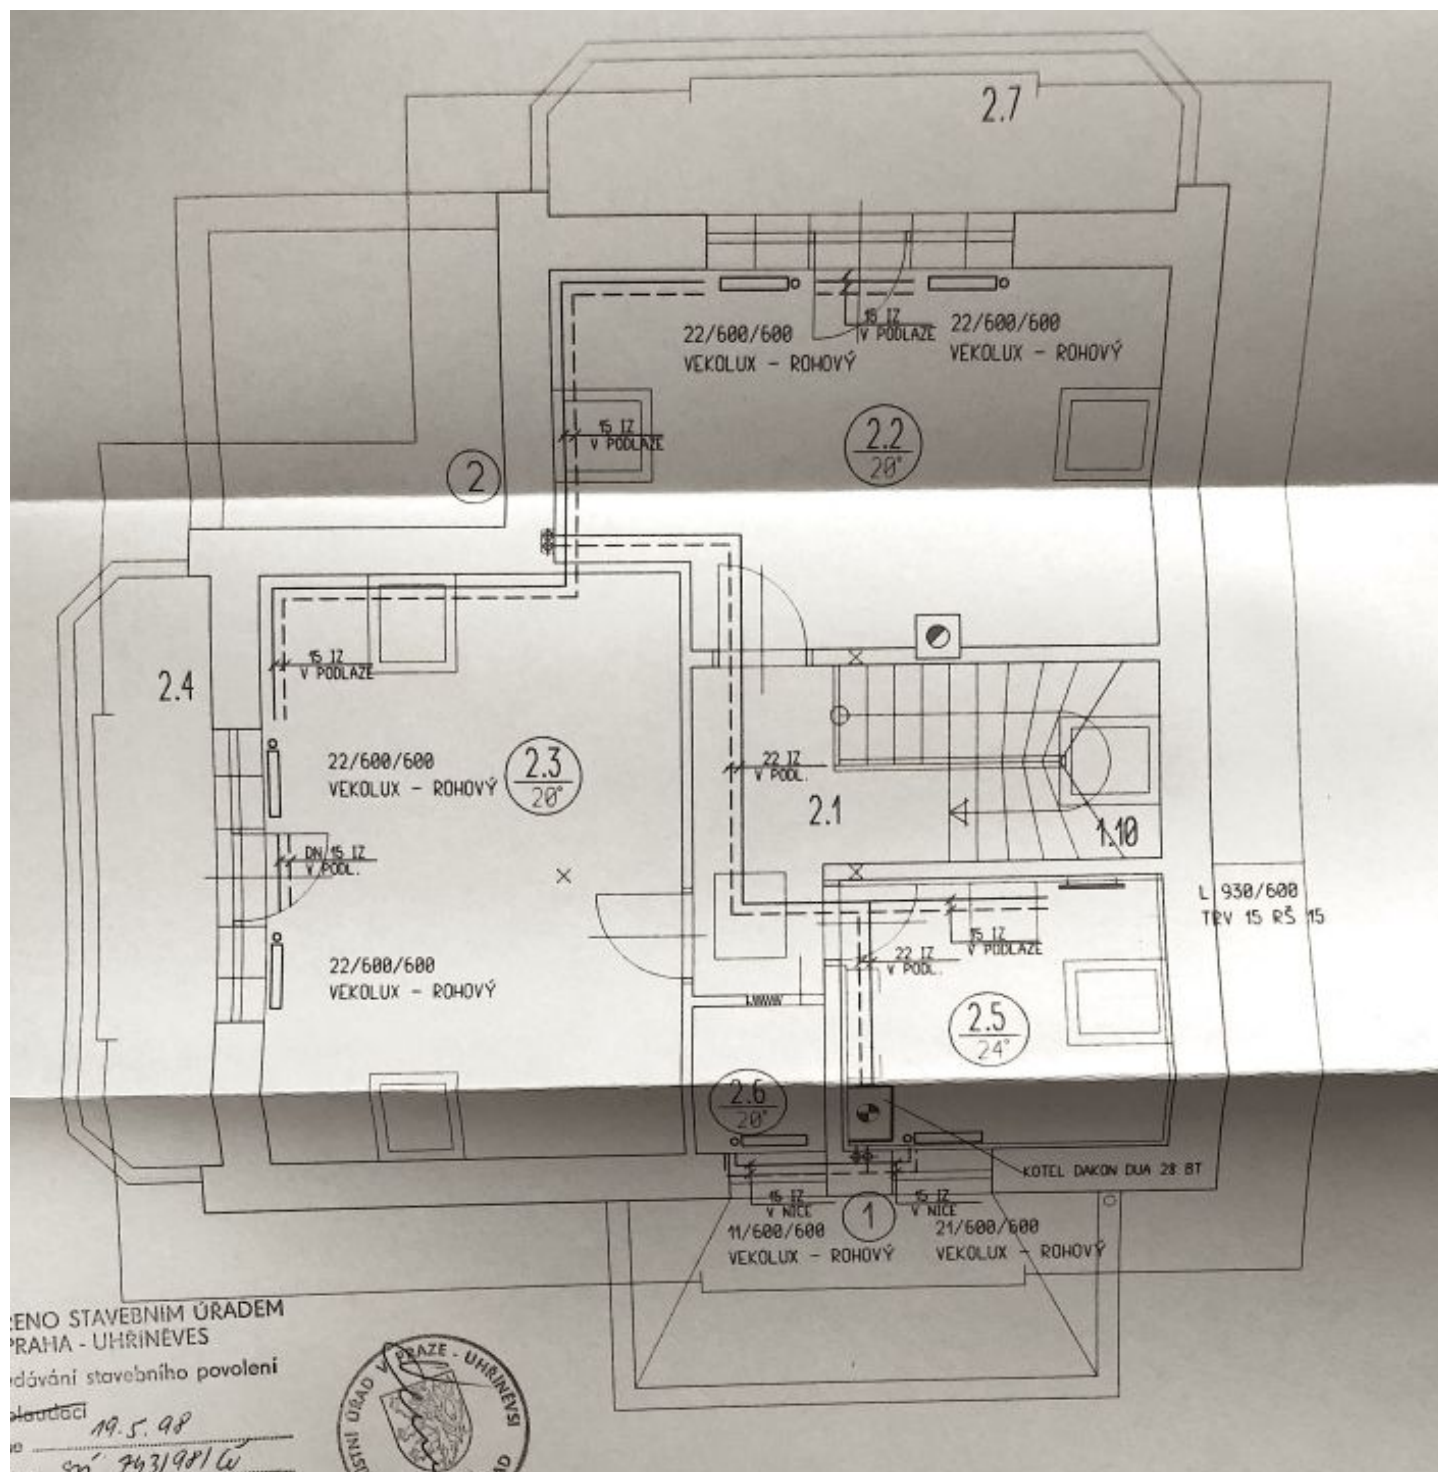 2.7
15 IZ
V PODLAZE
22/600/600
VEKOLUX - ROHOVÝ
22/600/600
VEKOLUX - ROHOVÝ
15 IZ
V PODLAZE
2.2
20°
2
15 IZ
V PODLAZE
2.4
22/600/600
VEKOLUX - ROHOVÝ
2.3
20°
22 IZ
V PODL.
2.1
1.10
DN 15 IZ
V PODL.
L 930/600
TRV 15 RŠ 15
15 IZ
V PODLAZE
22 IZ
V PODL.
22/600/600
VEKOLUX - ROHOVÝ
2.5
24°
2.6
20°
KOTEL DAKON DUA 28 BT
15 IZ
V NICE
1
15 IZ
V NICE
11/600/600
VEKOLUX - ROHOVÝ
21/600/600
VEKOLUX - ROHOVÝ
ŘENO STAVEBNÍM ÚŘADEM
PRAHA - UHŘÍNĚVES
dávání stavebního povolení
19.5.98
743/98/
ÚŘAD V PRAZE - UHŘÍNĚVSI